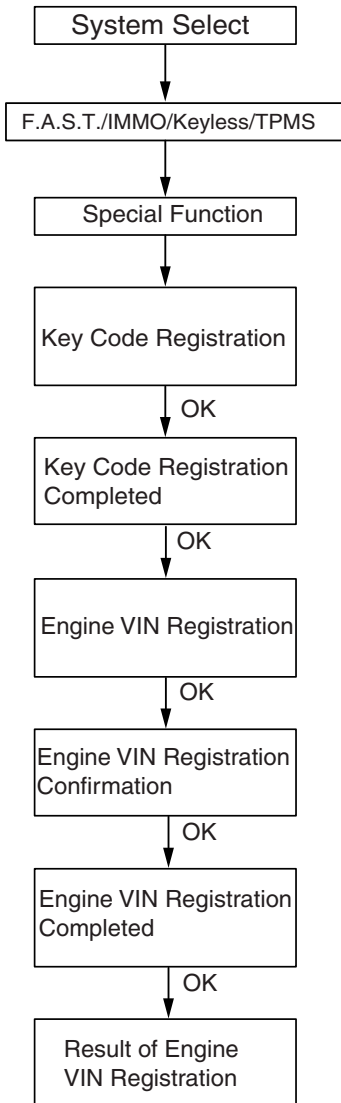 System Select
F.A.S.T./IMMO/Keyless/TPMS
Special Function
Key Code Registration
OK
Key Code Registration
Completed
OK
Engine VIN Registration
OK
Engine VIN Registration
Confirmation
OK
Engine VIN Registration
Completed
OK
Result of Engine
VIN Registration